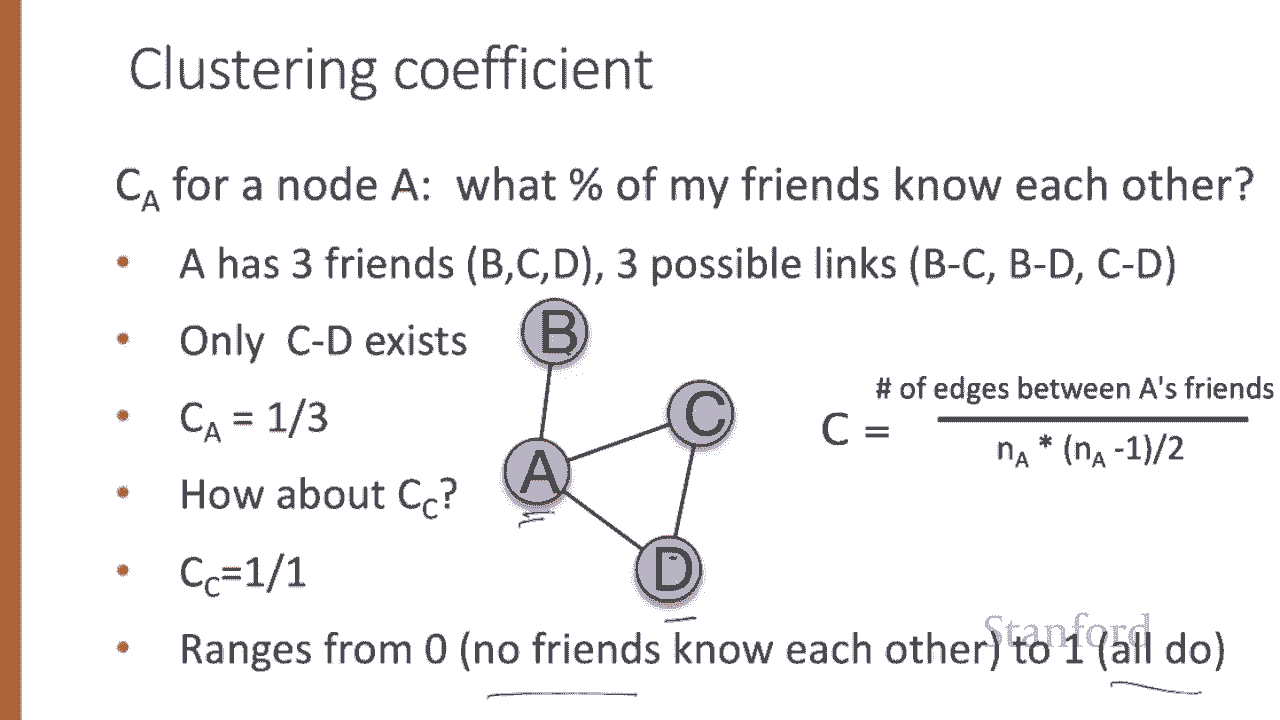 Clustering coefficient
C_A for a node A: what % of my friends know each other?
• A has 3 friends (B,C,D), 3 possible links (B-C, B-D, C-D)
• Only C-D exists
B
C
# of edges between A's friends
C =
n_A * (n_A -1)/2
• C_A = 1/3
A
• How about C_C?
• C_C=1/1
D
Stanford
• Ranges from 0 (no friends know each other) to 1 (all do)